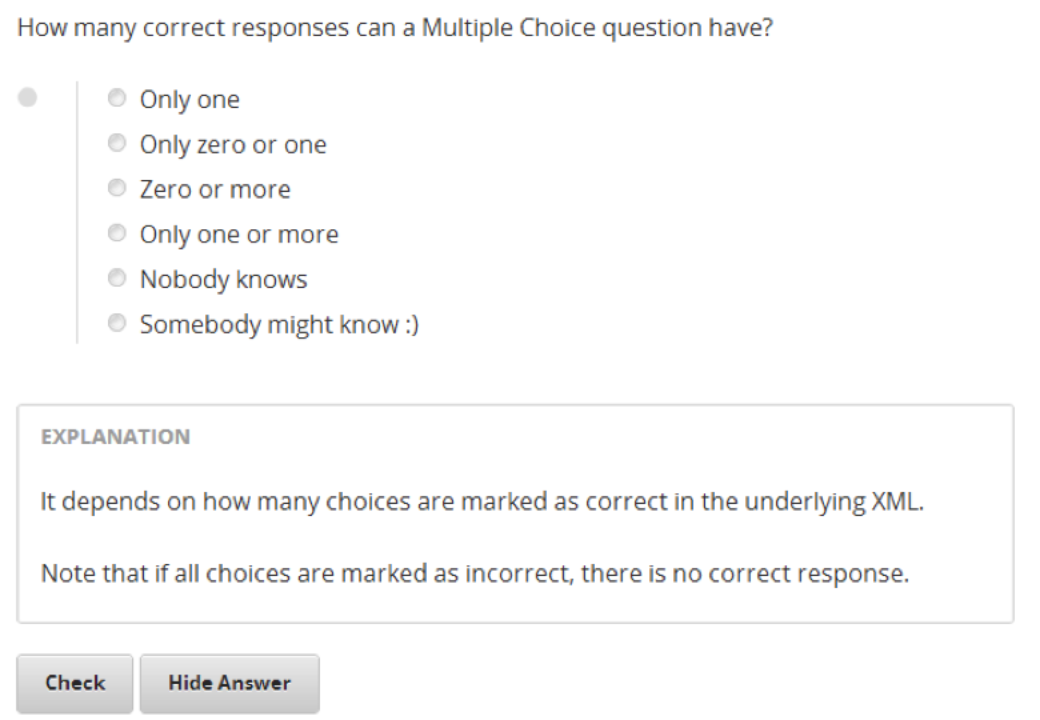 How many correct responses can a Multiple Choice question have?
Only one
Only zero or one
Zero or more
Only one or more
Nobody knows
Somebody might know :)
EXPLANATION
It depends on how many choices are marked as correct in the underlying XML.
Note that if all choices are marked as incorrect, there is no correct response.
Check Hide Answer